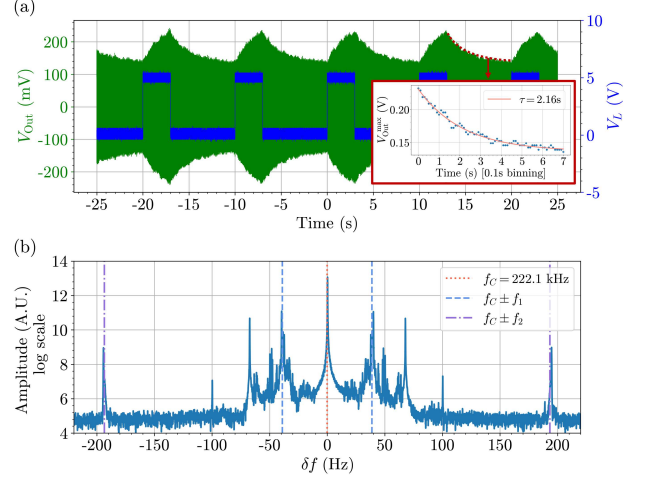 (a)
200
100
0
-100
-200
V_Out (mV)
10
5
0
-5
V_L (V)
0.20
0.15
V_Out^max (V)
τ = 2.16s
0 1 2 3 4 5 6 7
Time (s) [0.1s binning]
-25 -20 -15 -10 -5 0 5 10 15 20 25
Time (s)
(b)
14
12
10
8
6
4
Amplitude (A.U.)
log scale
f_C = 222.1 kHz
f_C ± f_1
f_C ± f_2
-200 -150 -100 -50 0 50 100 150 200
δf (Hz)